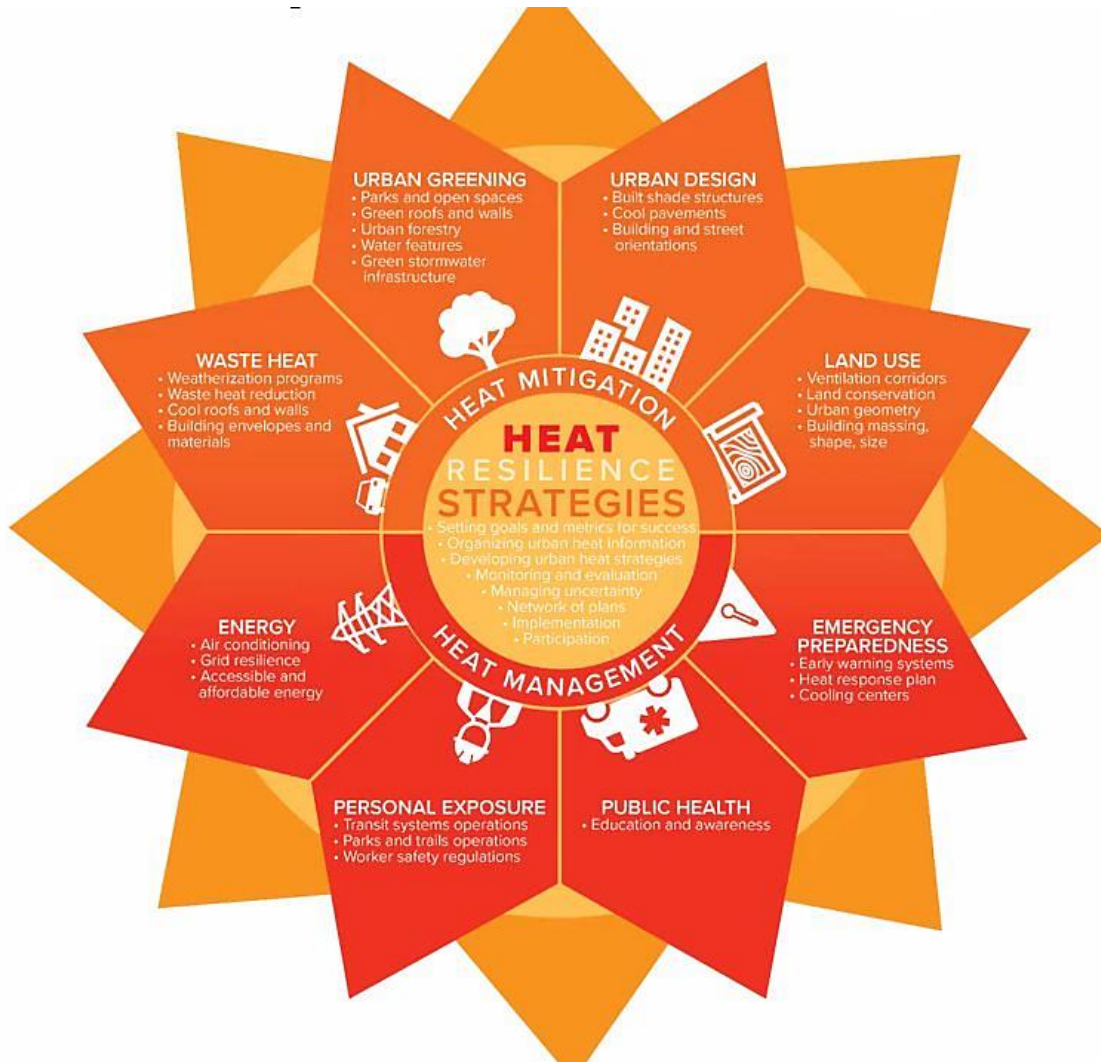 URBAN GREENING
• Parks and open spaces
• Green roofs and walls
• Urban forestry
• Water features
• Green stormwater
infrastructure
URBAN DESIGN
• Built shade structures
• Cool pavements
• Building and street
orientations
WASTE HEAT
• Weatherization programs
• Waste heat reduction
• Cool roofs and walls
• Building envelopes and
materials
LAND USE
• Ventilation corridors
• Land conservation
• Urban geometry
• Building massing,
shape, size
HEAT MITIGATION
HEAT
RESILIENCE
STRATEGIES
• Setting goals and metrics for success
• Organizing urban heat information
• Developing urban heat strategies
• Monitoring and evaluation
• Managing uncertainty
• Network of plans
• Implementation
• Participation
HEAT MANAGEMENT
ENERGY
• Air conditioning
• Grid resilience
• Accessible and
affordable energy
EMERGENCY
PREPAREDNESS
• Early warning systems
• Heat response plan
• Cooling centers
PERSONAL EXPOSURE
• Transit systems operations
• Parks and trails operations
• Worker safety regulations
PUBLIC HEALTH
• Education and awareness